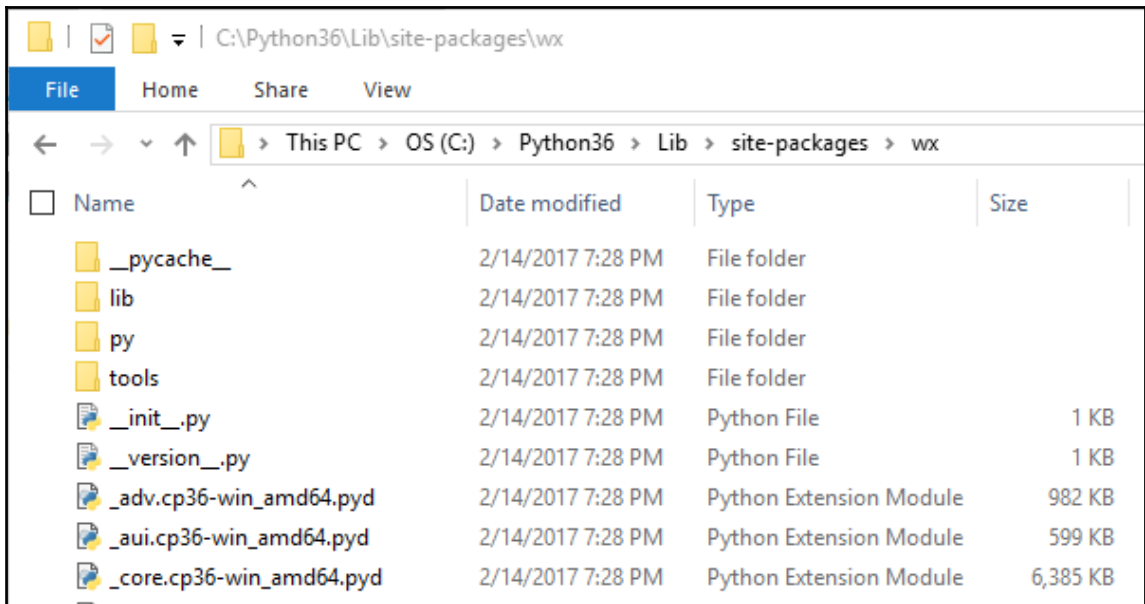 C:\Python36\Lib\site-packages\wx
File Home Share View
This PC > OS (C:) > Python36 > Lib > site-packages > wx
Name Date modified Type Size
__pycache__ 2/14/2017 7:28 PM File folder
lib 2/14/2017 7:28 PM File folder
py 2/14/2017 7:28 PM File folder
tools 2/14/2017 7:28 PM File folder
__init__.py 2/14/2017 7:28 PM Python File 1 KB
__version__.py 2/14/2017 7:28 PM Python File 1 KB
_adv.cp36-win_amd64.pyd 2/14/2017 7:28 PM Python Extension Module 982 KB
_aui.cp36-win_amd64.pyd 2/14/2017 7:28 PM Python Extension Module 599 KB
_core.cp36-win_amd64.pyd 2/14/2017 7:28 PM Python Extension Module 6,385 KB